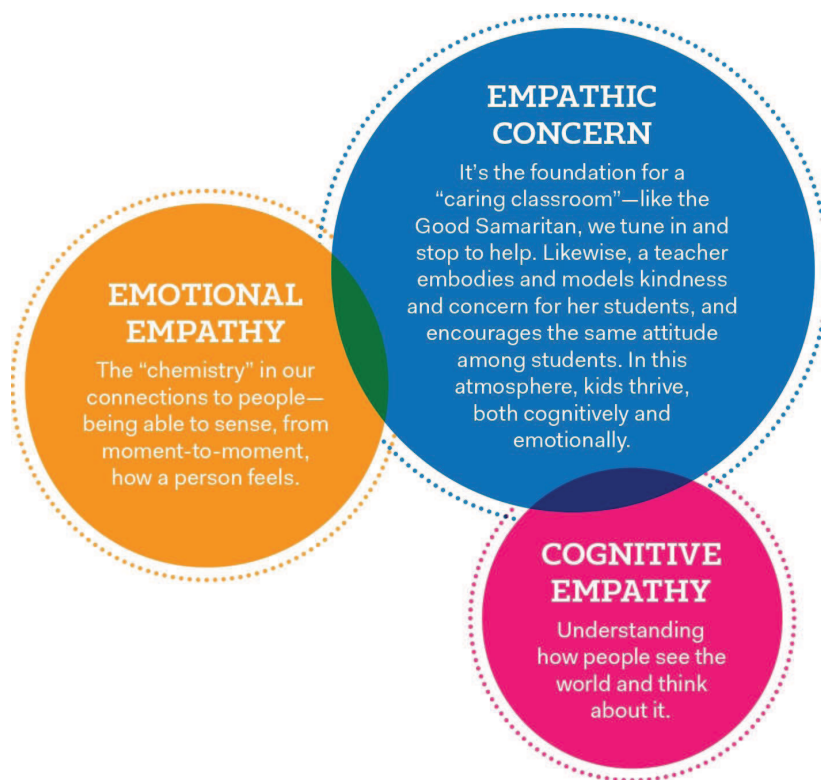 EMPATHIC
CONCERN
It’s the foundation for a
“caring classroom”—like the
Good Samaritan, we tune in and
stop to help. Likewise, a teacher
embodies and models kindness
and concern for her students, and
encourages the same attitude
among students. In this
atmosphere, kids thrive,
both cognitively and
emotionally.
EMOTIONAL
EMPATHY
The “chemistry” in our
connections to people—
being able to sense, from
moment-to-moment,
how a person feels.
COGNITIVE
EMPATHY
Understanding
how people see the
world and think
about it.